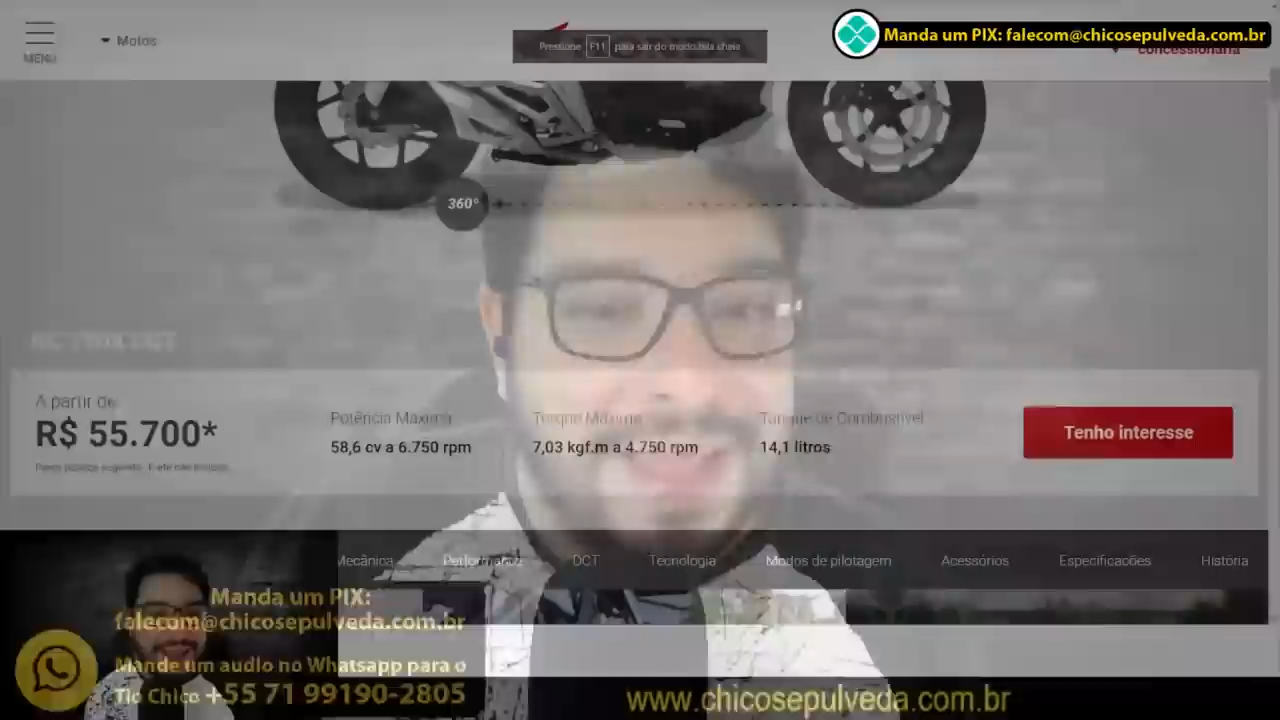 MENU
Motos
Pressione F11 para sair do modo tela cheia
Manda um PIX: falecom@chicosepulveda.com.br
concessionária
360°
A partir de
R$ 55.700*
Potência Máxima
58,6 cv a 6.750 rpm
Torque Máximo
7,03 kgf.m a 4.750 rpm
Tanque de Combustível
14,1 litros
Tenho interesse
Mecânica
Performance
DCT
Tecnologia
Modos de pilotagem
Acessórios
Especificações
História
Manda um PIX:
falecom@chicosepulveda.com.br
Mande um audio no Whatsapp para o
Tio Chico +55 71 99190-2805
www.chicosepulveda.com.br